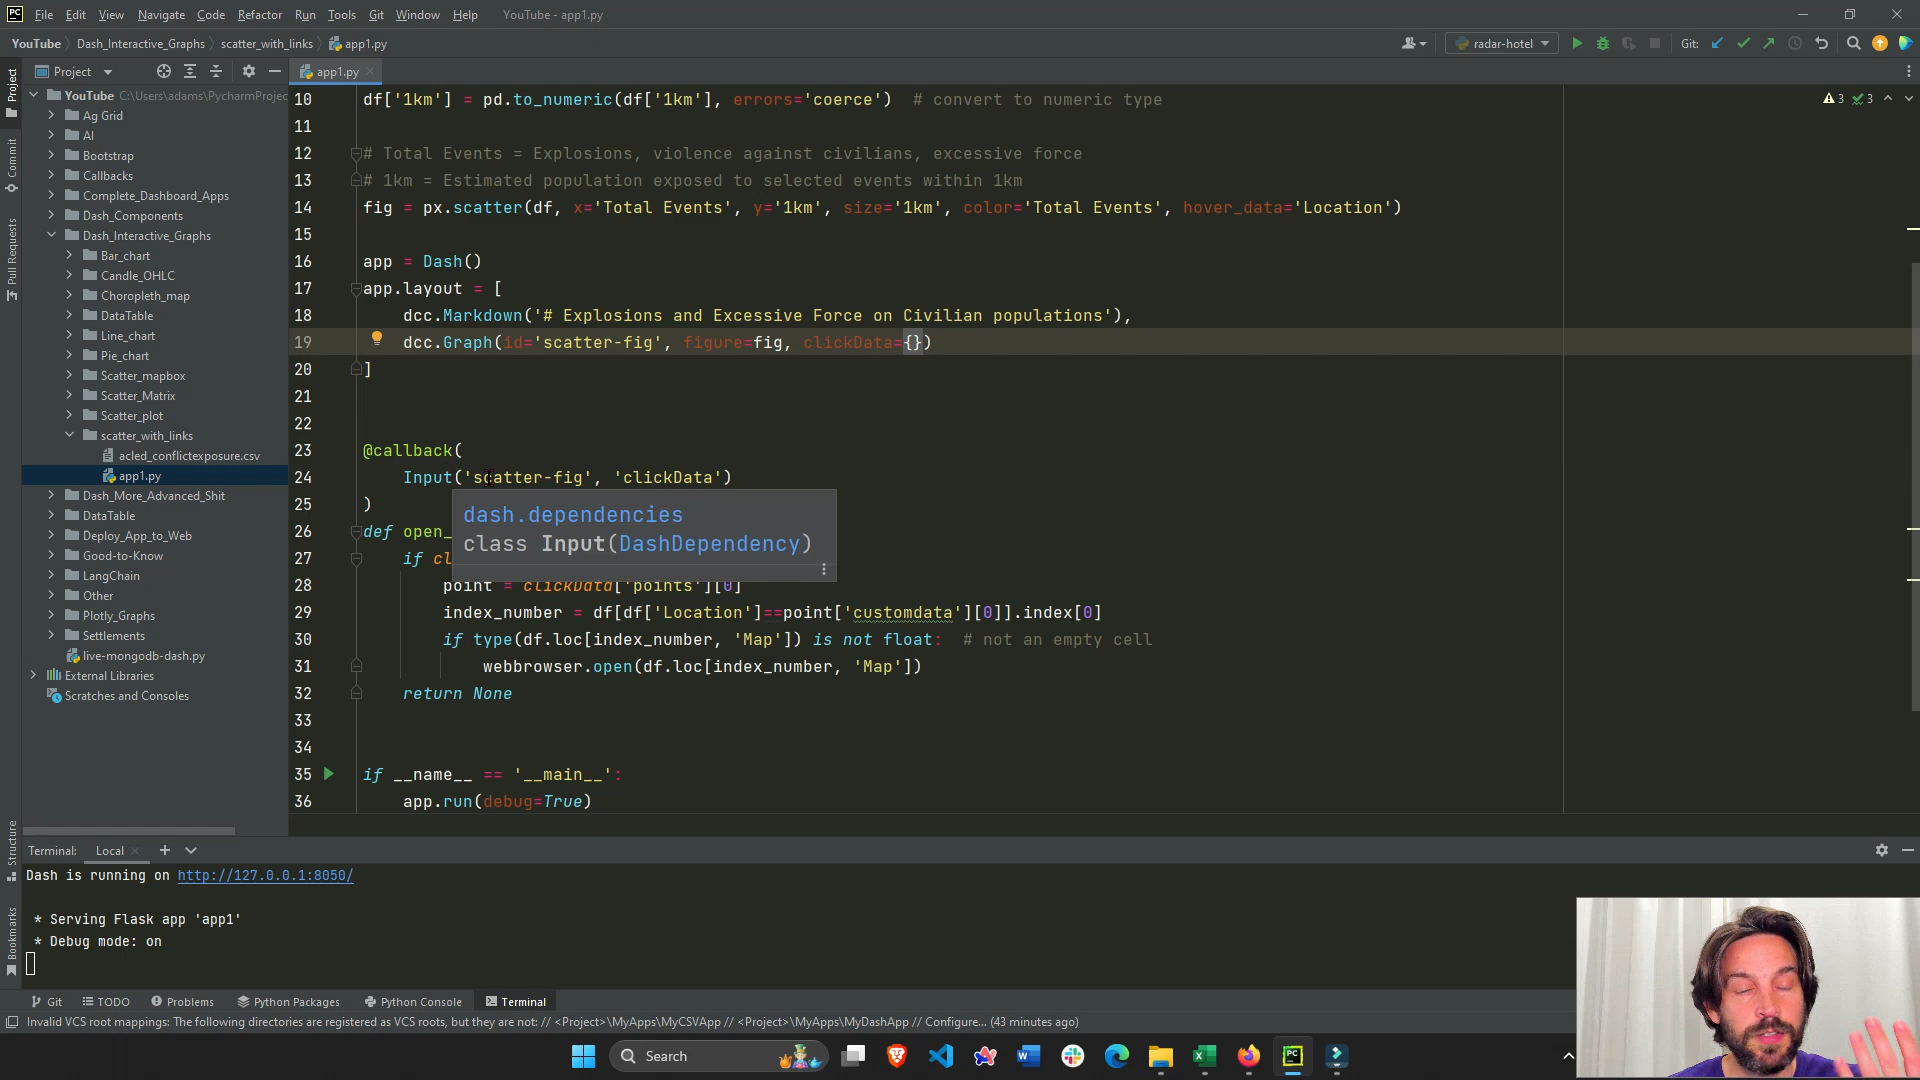 PC File Edit View Navigate Code Refactor Run Tools Git Window Help YouTube - app1.py
YouTube Dash_Interactive_Graphs scatter_with_links app1.py radar-hotel Git:
Project app1.py
YouTube C:\Users\adams\PycharmProjec
Ag Grid
AI
Bootstrap
Callbacks
Complete_Dashboard_Apps
Dash_Components
Dash_Interactive_Graphs
Bar_chart
Candle_OHLC
Choropleth_map
DataTable
Line_chart
Pie_chart
Scatter_mapbox
Scatter_Matrix
Scatter_plot
scatter_with_links
acled_conflictexposure.csv
app1.py
Dash_More_Advanced_Shit
DataTable
Deploy_App_to_Web
Good-to-Know
LangChain
Other
Plotly_Graphs
Settlements
live-mongodb-dash.py
External Libraries
Scratches and Consoles
Project
Commit
Pull Requests
Structure
Bookmarks
3 3
10 df['1km'] = pd.to_numeric(df['1km'], errors='coerce') # convert to numeric type
11
12 # Total Events = Explosions, violence against civilians, excessive force
13 # 1km = Estimated population exposed to selected events within 1km
14 fig = px.scatter(df, x='Total Events', y='1km', size='1km', color='Total Events', hover_data='Location')
15
16 app = Dash()
17 app.layout = [
18 dcc.Markdown('# Explosions and Excessive Force on Civilian populations'),
19 dcc.Graph(id='scatter-fig', figure=fig, clickData={})
20 ]
21
22
23 @callback(
24 Input('scatter-fig', 'clickData')
25 )
dash.dependencies
class Input(DashDependency)
26 def open_
27 if cl
28 point = clickData['points'][0]
29 index_number = df[df['Location']==point['customdata'][0]].index[0]
30 if type(df.loc[index_number, 'Map']) is not float: # not an empty cell
31 webbrowser.open(df.loc[index_number, 'Map'])
32 return None
33
34
35 if __name__ == '__main__':
36 app.run(debug=True)
Terminal: Local
Dash is running on http://127.0.0.1:8050/
* Serving Flask app 'app1'
* Debug mode: on
Git TODO Problems Python Packages Python Console Terminal
Invalid VCS root mappings: The following directories are registered as VCS roots, but they are not: // <Project>\MyApps\MyCSVApp // <Project>\MyApps\MyDashApp // Configure... (43 minutes ago)
Search